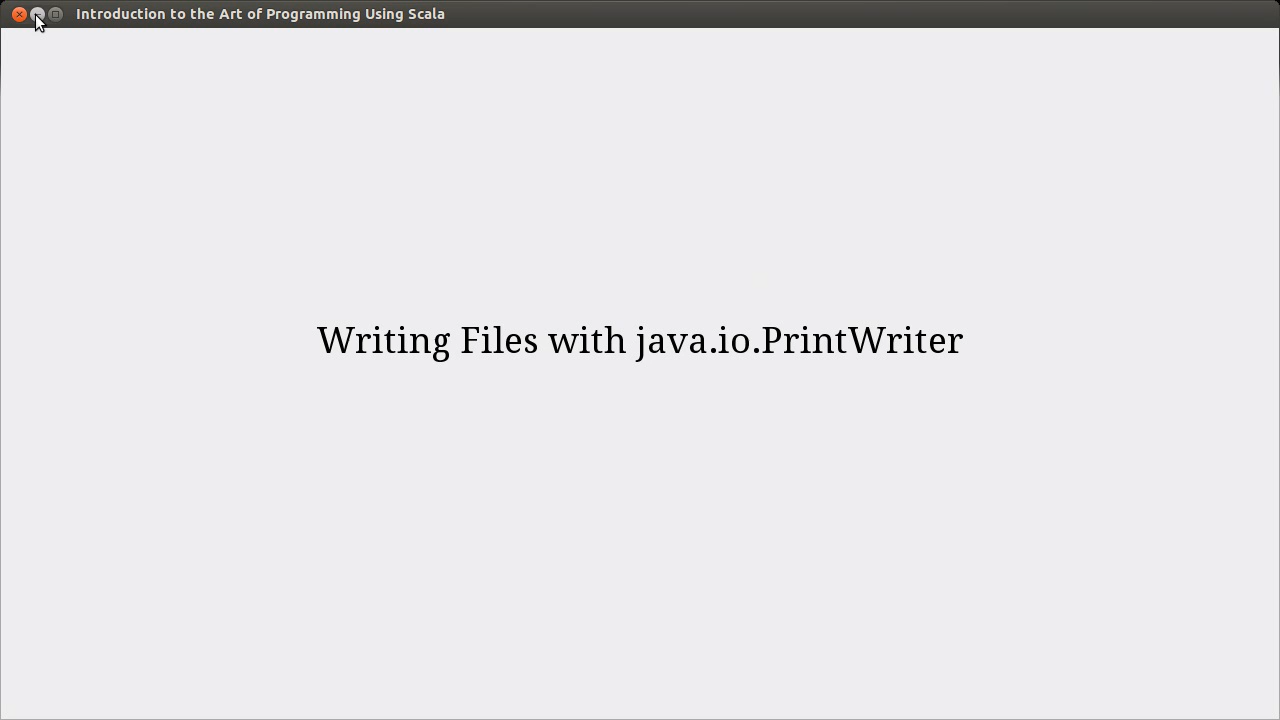 Introduction to the Art of Programming Using Scala
Writing Files with java.io.PrintWriter